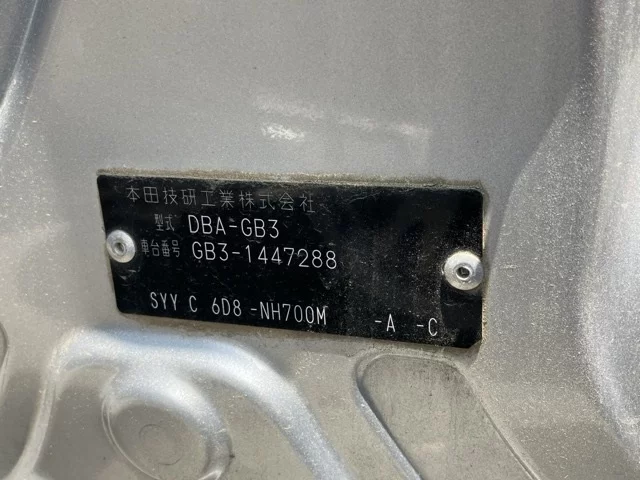 本田技研工業株式会社
型式 DBA-GB3
車台番号 GB3-1447288
SYY C 6D8 -NH700M -A -C